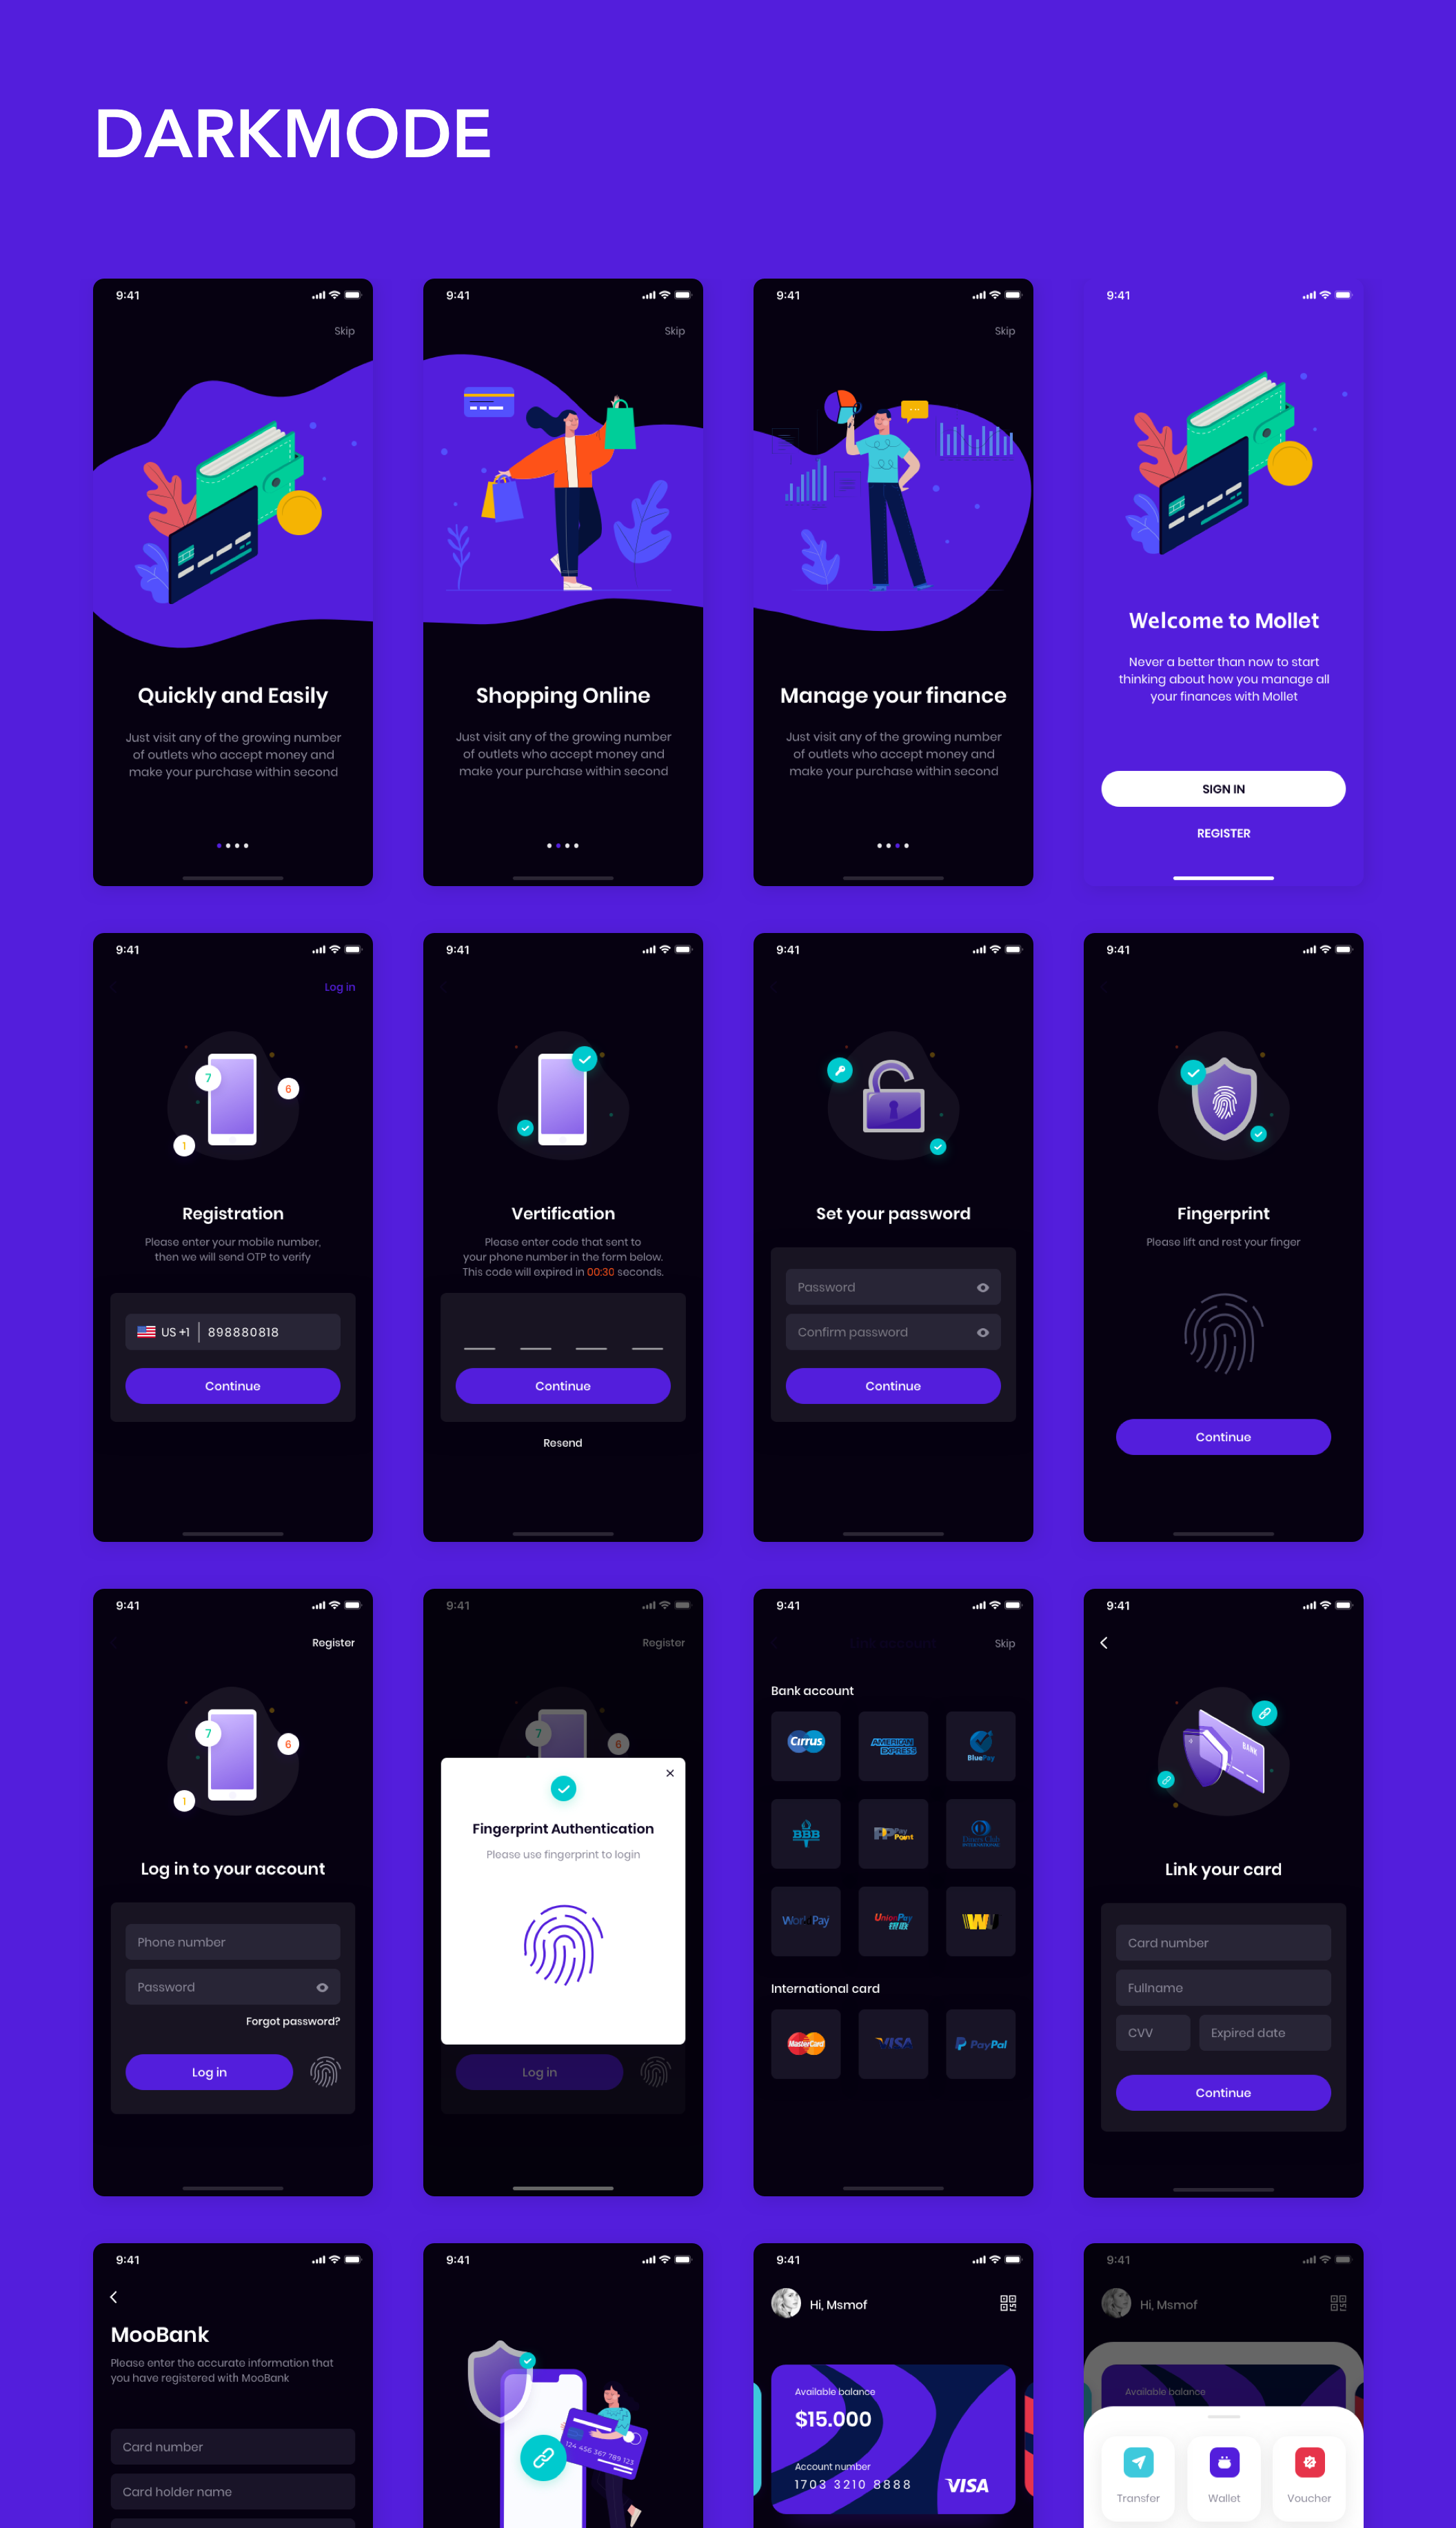 DARKMODE
9:41
Skip
Quickly and Easily
Just visit any of the growing number
of outlets who accept money and
make your purchase within second
9:41
Skip
Shopping Online
Just visit any of the growing number
of outlets who accept money and
make your purchase within second
9:41
Skip
Manage your finance
Just visit any of the growing number
of outlets who accept money and
make your purchase within second
9:41
Welcome to Mollet
Never a better than now to start
thinking about how you manage all
your finances with Mollet
SIGN IN
REGISTER
9:41
Log in
7
6
1
Registration
Please enter your mobile number,
then we will send OTP to verify
US +1 898880818
Continue
9:41
Vertification
Please enter code that sent to
your phone number in the form below.
This code will expired in 00:30 seconds.
Continue
Resend
9:41
Set your password
Password
Confirm password
Continue
9:41
Fingerprint
Please lift and rest your finger
Continue
9:41
Register
7
6
1
Log in to your account
Phone number
Password
Forgot password?
Log in
9:41
Register
7
6
Fingerprint Authentication
Please use fingerprint to login
Log in
9:41
Link account
Skip
Bank account
Cirrus
AMERICAN
EXPRESS
BluePay
BBB
PP Pay
Point
Diners Club
INTERNATIONAL
WorldPay
UnionPay
银联
WU
International card
MasterCard
VISA
PayPal
9:41
BANK
Link your card
Card number
Fullname
CVV
Expired date
Continue
9:41
MooBank
Please enter the accurate information that
you have registered with MooBank
Card number
Card holder name
9:41
124 456 367 789 123
9:41
Hi, Msmof
Available balance
$15.000
Account number
1703 3210 8888
VISA
9:41
Hi, Msmof
Available balance
Transfer
Wallet
Voucher